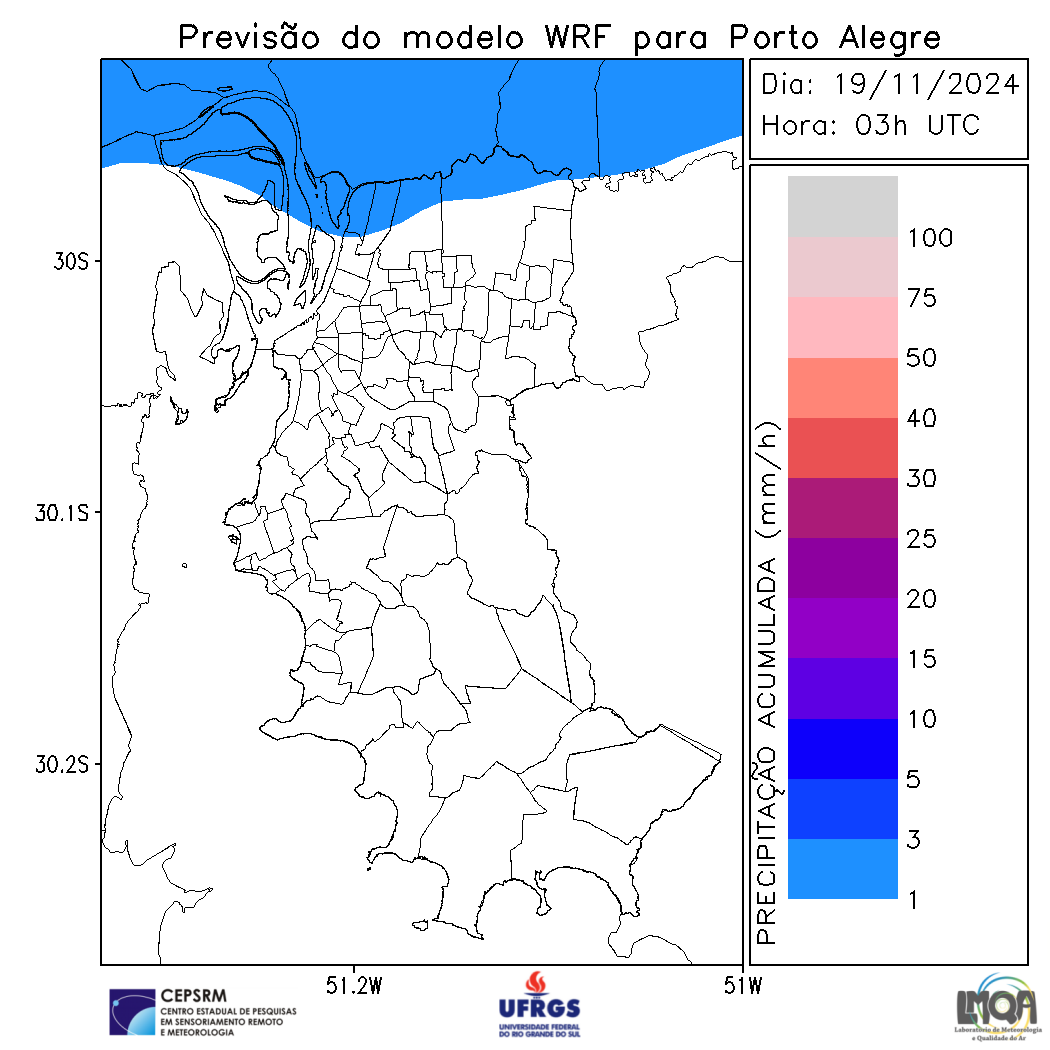 Previsão do modelo WRF para Porto Alegre
Dia: 19/11/2024
Hora: 03h UTC
30S
30.1S
30.2S
51.2W
51W
PRECIPITAÇÃO ACUMULADA (mm/h)
100
75
50
40
30
25
20
15
10
5
3
1
CEPSRM
CENTRO ESTADUAL DE PESQUISAS
EM SENSORIAMENTO REMOTO
E METEOROLOGIA
UFRGS
UNIVERSIDADE FEDERAL
DO RIO GRANDE DO SUL
LMQA
Laboratório de Meteorologia
e Qualidade do Ar